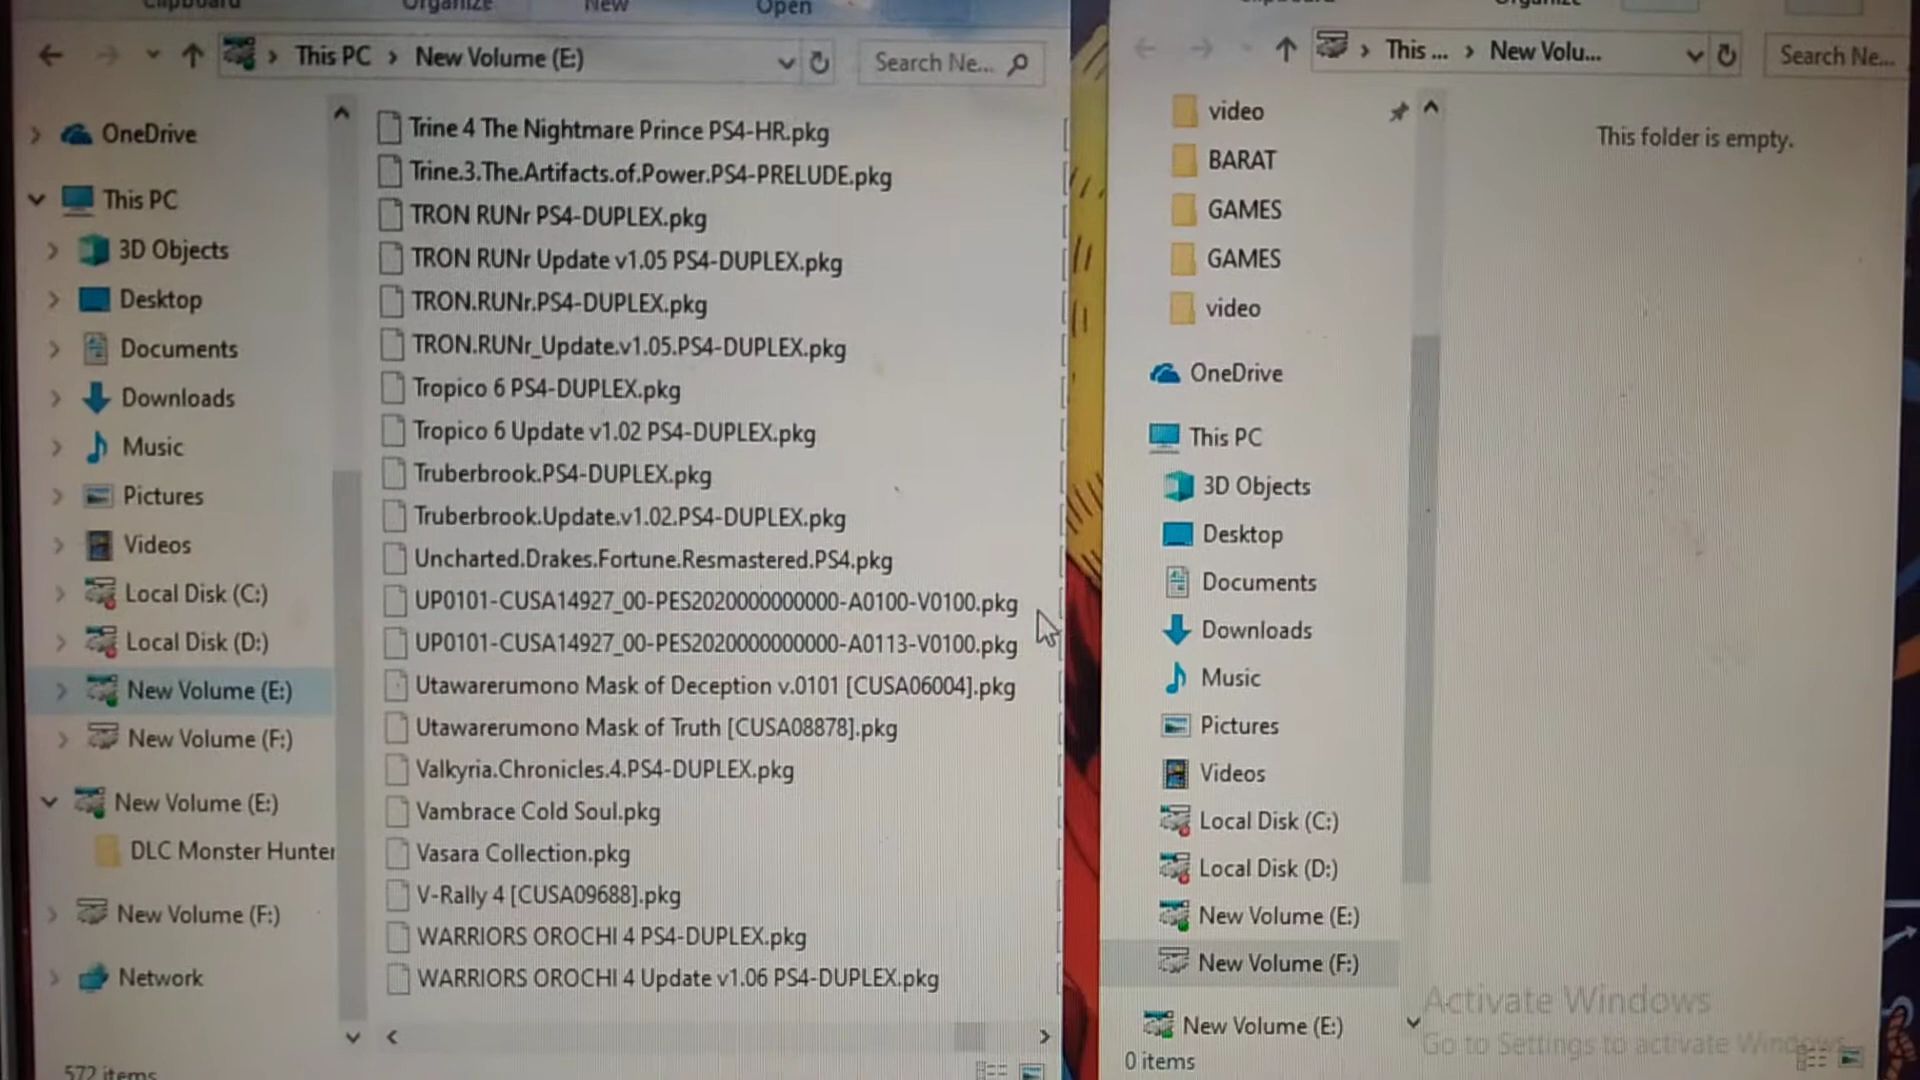 Clipboard
Organize
New
Open
This PC > New Volume (E:)
Search Ne...
OneDrive
This PC
3D Objects
Desktop
Documents
Downloads
Music
Pictures
Videos
Local Disk (C:)
Local Disk (D:)
New Volume (E:)
New Volume (F:)
New Volume (E:)
DLC Monster Hunter
New Volume (F:)
Network
572 items
Trine 4 The Nightmare Prince PS4-HR.pkg
Trine.3.The.Artifacts.of.Power.PS4-PRELUDE.pkg
TRON RUNr PS4-DUPLEX.pkg
TRON RUNr Update v1.05 PS4-DUPLEX.pkg
TRON.RUNr.PS4-DUPLEX.pkg
TRON.RUNr_Update.v1.05.PS4-DUPLEX.pkg
Tropico 6 PS4-DUPLEX.pkg
Tropico 6 Update v1.02 PS4-DUPLEX.pkg
Truberbrook.PS4-DUPLEX.pkg
Truberbrook.Update.v1.02.PS4-DUPLEX.pkg
Uncharted.Drakes.Fortune.Resmastered.PS4.pkg
UP0101-CUSA14927_00-PES2020000000000-A0100-V0100.pkg
UP0101-CUSA14927_00-PES2020000000000-A0113-V0100.pkg
Utawarerumono Mask of Deception v.0101 [CUSA06004].pkg
Utawarerumono Mask of Truth [CUSA08878].pkg
Valkyria.Chronicles.4.PS4-DUPLEX.pkg
Vambrace Cold Soul.pkg
Vasara Collection.pkg
V-Rally 4 [CUSA09688].pkg
WARRIORS OROCHI 4 PS4-DUPLEX.pkg
WARRIORS OROCHI 4 Update v1.06 PS4-DUPLEX.pkg
This ... > New Volu...
Search Ne...
video
BARAT
GAMES
GAMES
video
OneDrive
This PC
3D Objects
Desktop
Documents
Downloads
Music
Pictures
Videos
Local Disk (C:)
Local Disk (D:)
New Volume (E:)
New Volume (F:)
New Volume (E:)
0 items
This folder is empty.
Activate Windows
Go to Settings to activate Windows.